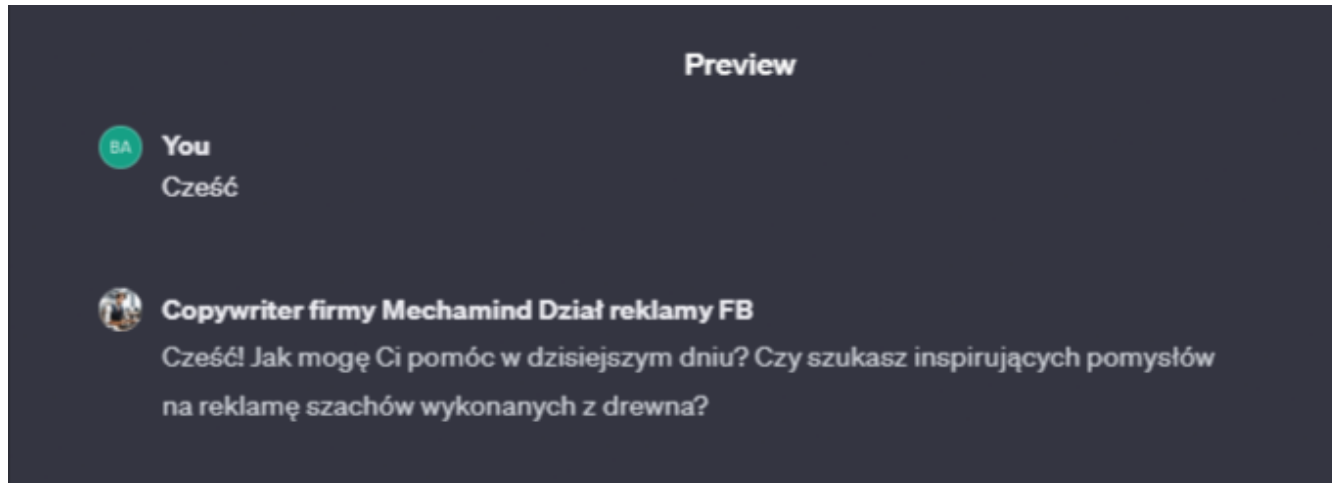 Preview
BA
You
Cześć
Copywriter firmy Mechamind Dział reklamy FB
Cześć! Jak mogę Ci pomóc w dzisiejszym dniu? Czy szukasz inspirujących pomysłów
na reklamę szachów wykonanych z drewna?